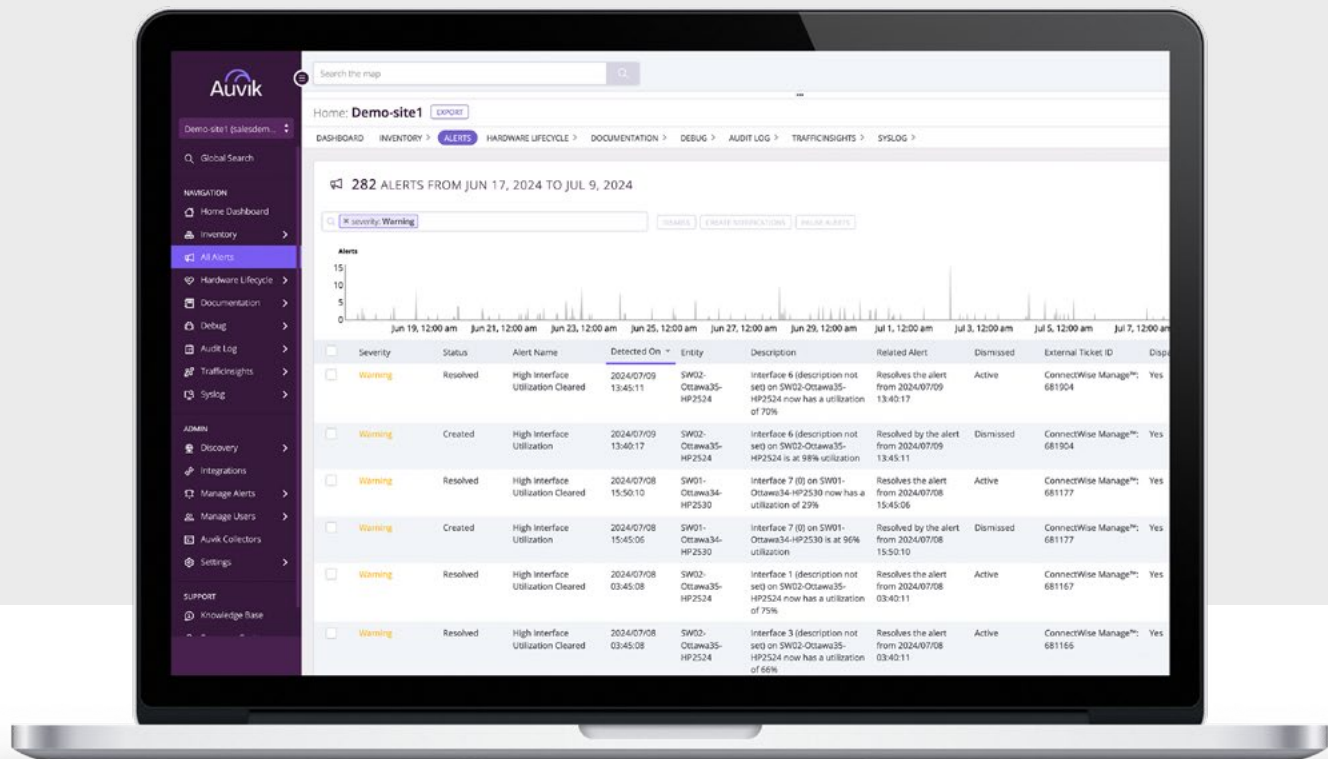 Auvik
Search the map
Home: Demo-site1 EXPORT
DASHBOARD INVENTORY > ALERTS HARDWARE LIFECYCLE > DOCUMENTATION > DEBUG > AUDIT LOG > TRAFFICINSIGHTS > SYSLOG >
Demo-site1 (salesdem...
Global Search
NAVIGATION
Home Dashboard
Inventory
All Alerts
Hardware Lifecycle
Documentation
Debug
Audit Log
TrafficInsights
Syslog
ADMIN
Discovery
Integrations
Manage Alerts
Manage Users
Auvik Collectors
Settings
SUPPORT
Knowledge Base
282 ALERTS FROM JUN 17, 2024 TO JUL 9, 2024
× severity: Warning
DISMISS CREATE NOTIFICATIONS PAUSE ALERTS
Alerts
15
10
5
0
Jun 19, 12:00 am Jun 21, 12:00 am Jun 23, 12:00 am Jun 25, 12:00 am Jun 27, 12:00 am Jun 29, 12:00 am Jul 1, 12:00 am Jul 3, 12:00 am Jul 5, 12:00 am Jul 7, 12:00 am
Severity Status Alert Name Detected On Entity Description Related Alert Dismissed External Ticket ID Dispa
Warning Resolved High Interface 2024/07/09 SW02- Interface 6 (description not Resolves the alert Active ConnectWise Manage™: Yes
Utilization Cleared 13:45:11 Ottawa35- set) on SW02-Ottawa35- from 2024/07/09 681904
HP2524 HP2524 now has a utilization 13:40:17
of 70%
Warning Created High Interface 2024/07/09 SW02- Interface 6 (description not Resolved by the alert Dismissed ConnectWise Manage™: Yes
Utilization 13:40:17 Ottawa35- set) on SW02-Ottawa35- from 2024/07/09 681904
HP2524 HP2524 is at 98% utilization 13:45:11
Warning Resolved High Interface 2024/07/08 SW01- Interface 7 (0) on SW01- Resolves the alert Active ConnectWise Manage™: Yes
Utilization Cleared 15:50:10 Ottawa34- Ottawa34-HP2530 now has a from 2024/07/08 681177
HP2530 utilization of 29% 15:45:06
Warning Created High Interface 2024/07/08 SW01- Interface 7 (0) on SW01- Resolved by the alert Dismissed ConnectWise Manage™: Yes
Utilization 15:45:06 Ottawa34- Ottawa34-HP2530 is at 96% from 2024/07/08 681177
HP2530 utilization 15:50:10
Warning Resolved High Interface 2024/07/08 SW02- Interface 1 (description not Resolves the alert Active ConnectWise Manage™: Yes
Utilization Cleared 03:45:08 Ottawa35- set) on SW02-Ottawa35- from 2024/07/08 681167
HP2524 HP2524 now has a utilization 03:40:11
of 75%
Warning Resolved High Interface 2024/07/08 SW02- Interface 3 (description not Resolves the alert Active ConnectWise Manage™: Yes
Utilization Cleared 03:45:08 Ottawa35- set) on SW02-Ottawa35- from 2024/07/08 681166
HP2524 HP2524 now has a utilization 03:40:11
of 66%